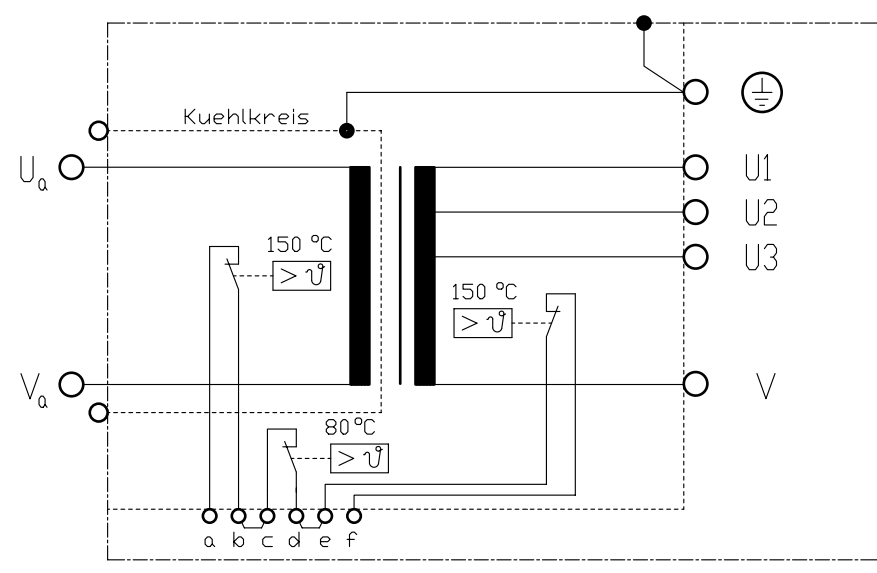 Kuehlkreis
Ua
U1
U2
U3
150 °C
> ϑ
150 °C
> ϑ
Va
V
80°C
> ϑ
a b c d e f